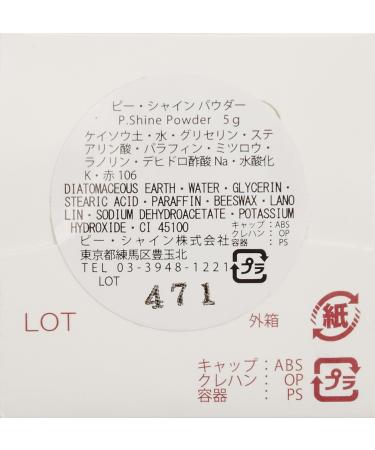 ピー・シャイン パウダー
P.Shine Powder 5g
ケイソウ土・水・グリセリン・ステ
アリン酸・パラフィン・ミツロウ・
ラノリン・デヒドロ酢酸 Na・水酸化
K・赤 106
DIATOMACEOUS EARTH・WATER・GLYCERIN・
STEARIC ACID・PARAFFIN・BEESWAX・LANO
LIN・SODIUM DEHYDROACETATE・POTASSIUM
HYDROXIDE・CI 45100
キャップ：ABS
クレハン：OP
容器：PS
ピー・シャイン株式会社
東京都練馬区豊玉北
TEL 03-3948-1221
プラ
LOT
471
LOT
外箱
紙
キャップ：ABS
クレハン：OP
容器：PS
プラ